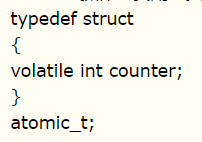 typedef struct
{
volatile int counter;
}
atomic_t;